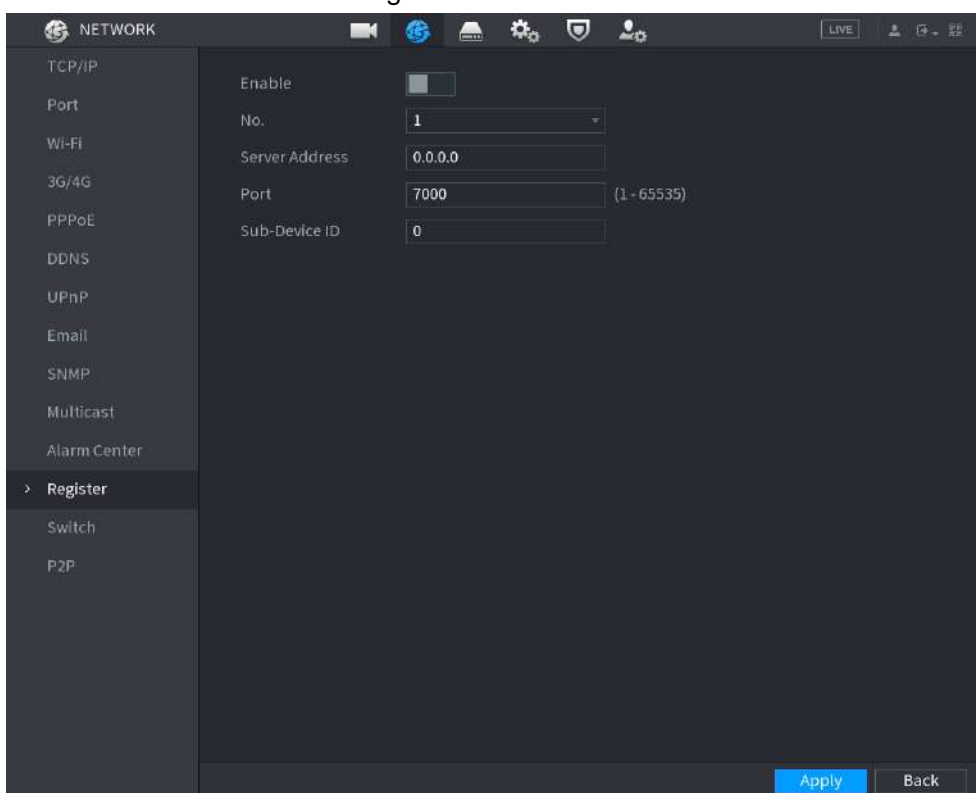 NETWORK
LIVE
TCP/IP
Port
Wi-Fi
3G/4G
PPPoE
DDNS
UPnP
Email
SNMP
Multicast
Alarm Center
> Register
Switch
P2P
Enable
No. 1
Server Address 0.0.0.0
Port 7000 (1 - 65535)
Sub-Device ID 0
Apply Back